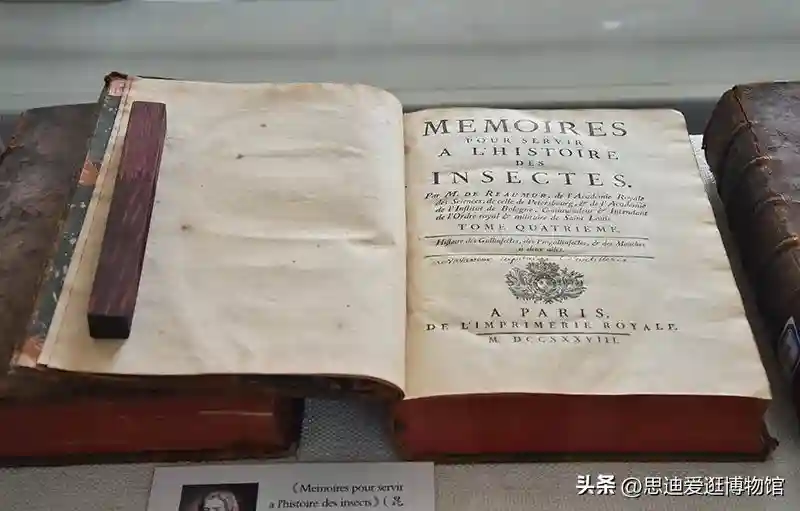 MEMOIRES
POUR SERVIR
A L'HISTOIRE
DES
INSECTES.
Par M. DE REAUMUR, de l'Académie Royale
des Sciences, de celle de Petersbourg, & de l'Académie
de l'Institut de Bologne, Commandeur & Intendant
de l'Ordre royal & militaire de Saint Louis.
TOME QUATRIEME.
Histoire des Gallinsectes, des Progallinsectes, & des Mouches
à deux ailes.
A PARIS,
DE L'IMPRIMERIE ROYALE.
M. DCCXXXVIII.
《Memoires pour servir
a l'histoire des insects》(昆
头条 @思迪爱逛博物馆